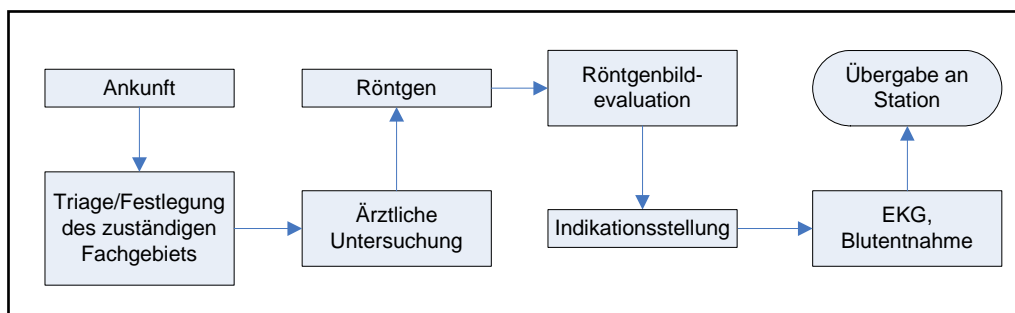 Ankunft
Triage/Festlegung
des zuständigen
Fachgebiets
Ärztliche
Untersuchung
Röntgen
Röntgenbild-
evaluation
Indikationsstellung
EKG,
Blutentnahme
Übergabe an
Station